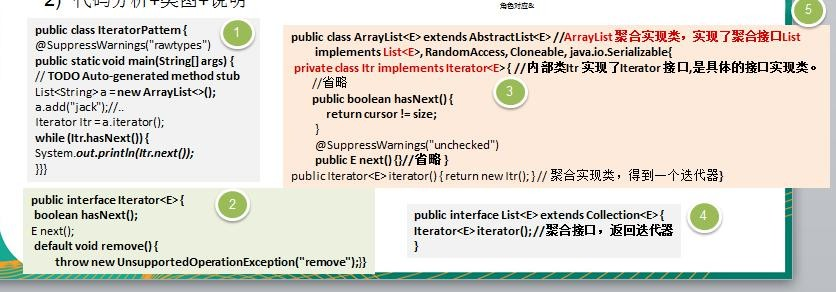 2) 代码分析+类图+说明
角色对应&
1
public class IteratorPattem {
@SuppressWarnings("rawtypes")
public static void main(String[] args) {
// TODO Auto-generated method stub
List<String> a = new ArrayList<>();
a.add("jack");//..
Iterator Itr = a.iterator();
while (Itr.hasNext()) {
System.out.println(Itr.next());
}}}
2
public interface Iterator<E> {
boolean hasNext();
E next();
default void remove() {
throw new UnsupportedOperationException("remove");}}
5
public class ArrayList<E> extends AbstractList<E> //ArrayList 聚合实现类，实现了聚合接口List
implements List<E>, RandomAccess, Cloneable, java.io.Serializable{
private class Itr implements Iterator<E> { //内部类Itr 实现了Iterator 接口,是具体的接口实现类。
//省略
3
public boolean hasNext() {
return cursor != size;
}
@SuppressWarnings("unchecked")
public E next() {}//省略 }
public Iterator<E> iterator() { return new Itr(); } // 聚合实现类，得到一个迭代器}
4
public interface List<E> extends Collection<E> {
Iterator<E> iterator(); //聚合接口，返回迭代器
}